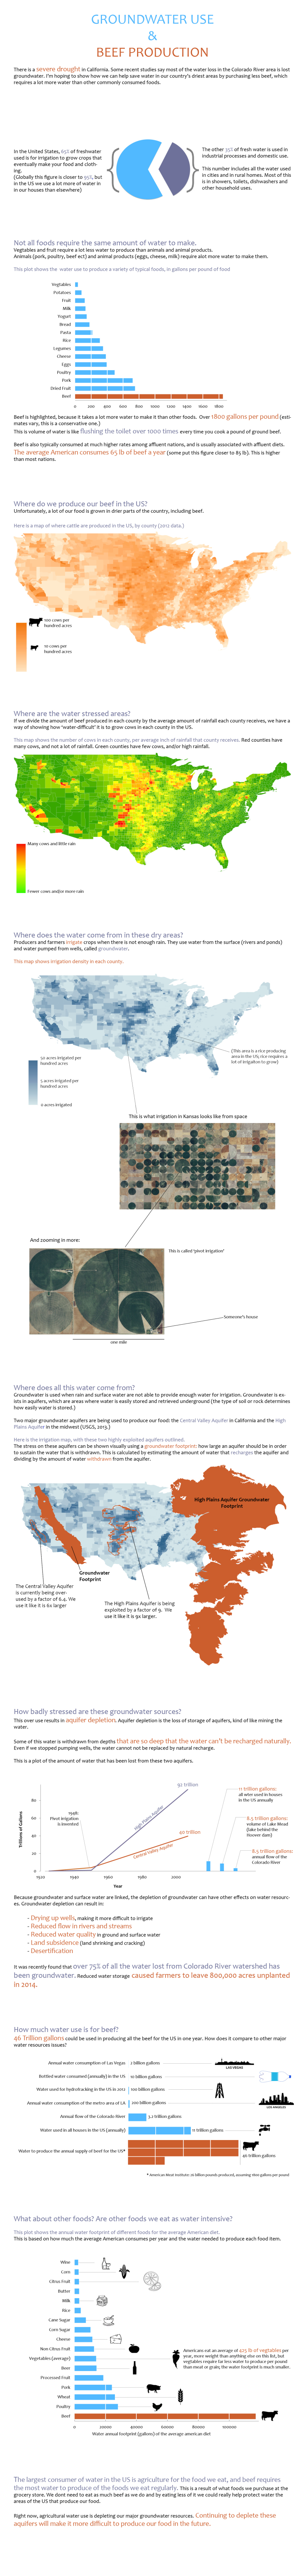 GROUNDWATER USE
&
BEEF PRODUCTION
There is a severe drought in California. Some recent studies say most of the water loss in the Colorado River area is lost
groundwater. I'm hoping to show how we can help save water in our country's driest areas by purchasing less beef, which
requires a lot more water than other commonly consumed foods.
In the United States, 65% of freshwater
used is for irrigation to grow crops that
eventually make your food and cloth-
ing.
(Globally this figure is closer to 95%, but
in the US we use a lot more of water in
in our houses than elsewhere)
The other 35% of fresh water is used in
industrial processes and domestic use.
This number includes all the water used
in cities and in rural homes. Most of this
is in showers, toilets, dishwashers and
other household uses.
Not all foods require the same amount of water to make.
Vegetables and fruit require a lot less water to produce than animals and animal products.
Animals (pork, poultry, beef ect) and animal products (eggs, cheese, milk) require alot more water to make them.
This plot shows the water use to produce a variety of typical foods, in gallons per pound of food
Vegtables
Potatoes
Fruit
Milk
Yogurt
Bread
Pasta
Rice
Legumes
Cheese
Eggs
Poultry
Pork
Dried Fruit
Beef
0 200 400 600 800 1000 1200 1400 1600 1800
Beef is highlighted, because it takes a lot more water to make it than other foods. Over 1800 gallons per pound (esti-
mates vary, this is a conservative one.)
This is volume of water is like flushing the toilet over 1000 times every time you cook a pound of ground beef.
Beef is also typically consumed at much higher rates among affluent nations, and is usually associated with affluent diets.
The average American consumes 65 lb of beef a year (some put this figure closer to 85 lb). This is higher
than most nations.
Where do we produce our beef in the US?
Unfortunately, a lot of our food is grown in drier parts of the country, including beef.
Here is a map of where cattle are produced in the US, by county (2012 data.)
100 cows per
hundred acres
10 cows per
hundred acres
Where are the water stressed areas?
If we divide the amount of beef produced in each county by the average amount of rainfall each county receives, we have a
way of showing how 'water-difficult' it is to grow cows in each county in the US.
This map shows the number of cows in each county, per average inch of rainfall that county receives. Red counties have
many cows, and not a lot of rainfall. Green counties have few cows, and/or high rainfall.
Many cows and little rain
Fewer cows and/or more rain
Where does the water come from in these dry areas?
Producers and farmers irrigate crops when there is not enough rain. They use water from the surface (rivers and ponds)
and water pumped from wells, called groundwater.
This map shows irrigation density in each county.
50 acres irrigated per
hundred acres
5 acres irrigated per
hundred acres
0 acres irrigated
(This area is a rice producing
area in the US, rice requires a
lot of irrigation to grow)
This is what irrigation in Kansas looks like from space
And zooming in more:
This is called 'pivot irrigation'
Someone's house
one mile
Where does all this water come from?
Groundwater is used when rainfall and surface water are not able to provide enough water for irrigation. Groundwater is ex-
ists in aquifers, which are areas where water is easily stored and retrieved underground (the type of soil or rock determines
how easily water is stored.)
Two major groundwater aquifers are being used to produce our food: the Central Valley Aquifer in California and the High
Plains Aquifer in the midwest (USGS, 2013.)
Here is the irrigation map, with these two highly exploited aquifers outlined.
The stress on these aquifers can be shown visually using a groundwater footprint: how large an aquifer should be in order
to sustain the water that is withdrawn. This is calculated by estimating the amount of water that recharges the aquifer and
dividing by the amount of water withdrawn from the aquifer.
High Plains Aquifer Groundwater
Footprint
Groundwater
Footprint
The Central Valley Aquifer
is currently being over-
used by a factor of 6.4. We
use it like it is 6x larger
The High Plains Aquifer is being
exploited by a factor of 9. We
use it like it is 9x larger.
How badly stressed are these groundwater sources?
This over use results in aquifer depletion. Aquifer depletion is the loss of storage of aquifers, kind of like mining the
water.
Some of this water is withdrawn from depths that are so deep that the water can't be recharged naturally.
Even if we stopped pumping wells, the water cannot not be replaced by natural recharge.
This is a plot of the amount of water that has been lost from these two aquifers.
Trillions of Gallons
80
60
40
20
0
1920 1940 1960 1980 2000
Year
1948:
Pivot irrigation
is invented
High Plains Aquifer
92 trillion
Central Valley Aquifer
40 trillion
11 trillion gallons:
all wter used in houses
in the US annually
8.5 trillion gallons:
volume of Lake Mead
(lake behind the
Hoover dam)
Because groundwater and surface water are linked, the depletion of groundwater can have other effects on water resourc-
es. Groundwater depletion can result in:
- Drying up wells, making it more difficult to irrigate
- Reduced flow in rivers and streams
- Reduced water quality in ground and surface water
- Land subsidence (land shrinking and cracking)
- Desertification
It was recently found that over 75% of all the water lost from Colorado River watershed has
been groundwater. Reduced water storage caused farmers to leave 800,000 acres unplanted
in 2014.
How much water use is for beef?
46 Trillion gallons could be used in producing all the beef for the US in one year. How does it compare to other major
water resources issues?
Annual water consumption of Las Vegas 2 billion gallons
LAS VEGAS
Bottled water consumed (annually) in the US 10 billion gallons
Water used for hydrofracking in the US in 2012 100 billion gallons
Annual water consumption of the metro area of LA 200 billion gallons
LOS ANGELES
Annual flow of the Colorado River 3.2 trillion gallons
Water used in all houses in the US (annually) 11 trillion gallons
Water to produce the annual supply of beef for the US* 46 trillion gallons
* American Meat Institute: 26 billion pounds produced, assuming 1800 gallons per pound
What about other foods? Are other foods we eat as water intensive?
This plot shows the annual water footprint of different foods for the average American diet.
This is based on how much the average American consumes per year and the water needed to produce each food item.
Wine
Corn
Citrus Fruit
Butter
Milk
Rice
Cane Sugar
Corn Sugar
Cheese
Non Citrus Fruit
Vegetables (average)
Beer
Processed Fruit
Pork
Wheat
Poultry
Beef
Americans eat an average of 425 lb of vegetables per
year, more weight than anything else on this list, but
vegetables require far less water to grow per pound
than meat or grain; the water footprint is much smaller.
0 20000 40000 60000 80000 100000
Water annual footprint (gallons) of the average american diet
The largest consumer of water in the US is agriculture for the food we eat, and beef requires
the most water to produce of the foods we eat regularly. This is a result of what foods we purchase at the
grocery store. We dont need to eat as much beef as we do and by eating less of it we could really help protect water the
areas of the US that produce our food.
Right now, agricultural water use is depleting our major groundwater resources. Continuing to deplete these
aquifers will make it more difficult to produce our food in the future.